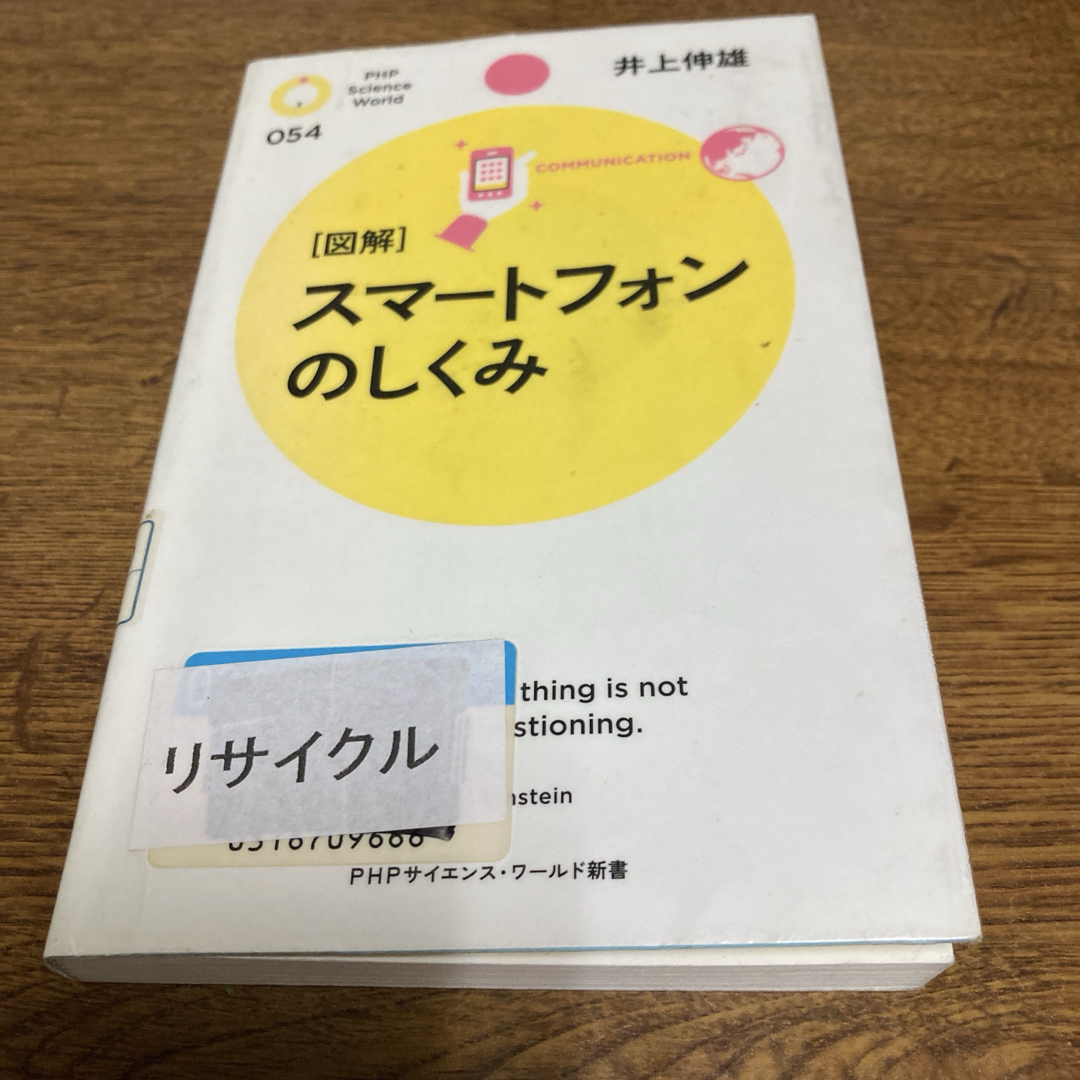 PHP
Science
World
054
井上伸雄
COMMUNICATION
[図解]
スマートフォン
のしくみ
thing is not
stioning.
nstein
リサイクル
PHPサイエンス・ワールド新書